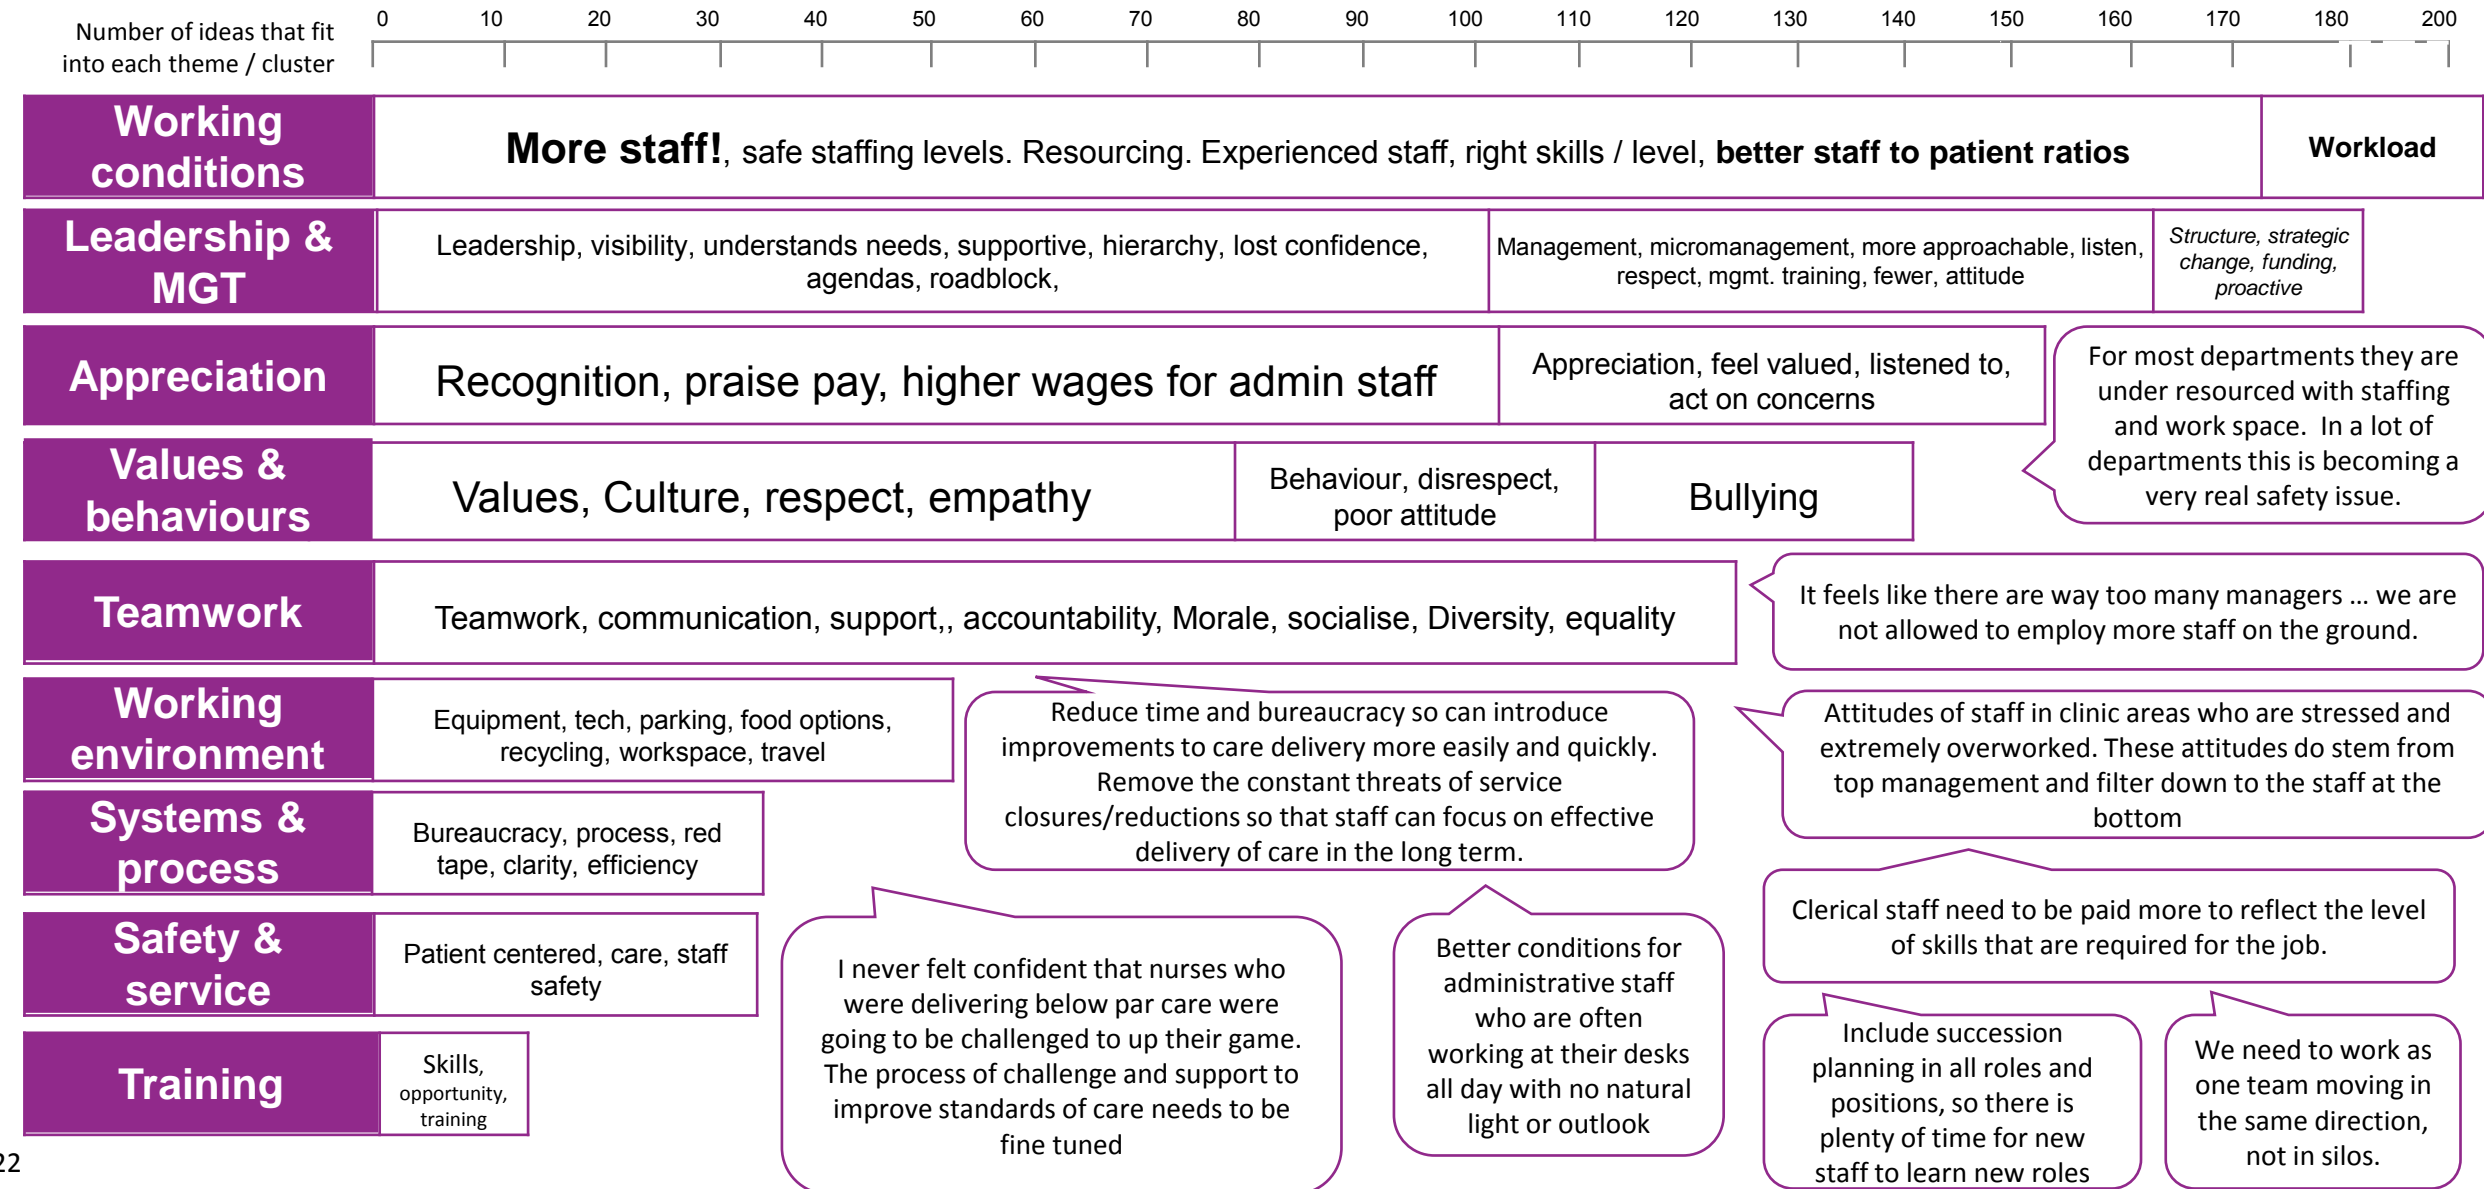 Number of ideas that fit
into each theme / cluster
0 10 20 30 40 50 60 70 80 90 100 110 120 130 140 150 160 170 180 200
Working
conditions
More staff!, safe staffing levels. Resourcing. Experienced staff, right skills / level, better staff to patient ratios
Workload
Leadership &
MGT
Leadership, visibility, understands needs, supportive, hierarchy, lost confidence,
agendas, roadblock,
Management, micromanagement, more approachable, listen,
respect, mgmt. training, fewer, attitude
Structure, strategic
change, funding,
proactive
Appreciation
Recognition, praise pay, higher wages for admin staff
Appreciation, feel valued, listened to,
act on concerns
For most departments they are
under resourced with staffing
and work space. In a lot of
departments this is becoming a
very real safety issue.
Values &
behaviours
Values, Culture, respect, empathy
Behaviour, disrespect,
poor attitude
Bullying
Teamwork
Teamwork, communication, support,, accountability, Morale, socialise, Diversity, equality
It feels like there are way too many managers ... we are
not allowed to employ more staff on the ground.
Working
environment
Equipment, tech, parking, food options,
recycling, workspace, travel
Reduce time and bureaucracy so can introduce
improvements to care delivery more easily and quickly.
Remove the constant threats of service
closures/reductions so that staff can focus on effective
delivery of care in the long term.
Attitudes of staff in clinic areas who are stressed and
extremely overworked. These attitudes do stem from
top management and filter down to the staff at the
bottom
Systems &
process
Bureaucracy, process, red
tape, clarity, efficiency
Clerical staff need to be paid more to reflect the level
of skills that are required for the job.
Safety &
service
Patient centered, care, staff
safety
I never felt confident that nurses who
were delivering below par care were
going to be challenged to up their game.
The process of challenge and support to
improve standards of care needs to be
fine tuned
Better conditions for
administrative staff
who are often
working at their desks
all day with no natural
light or outlook
Include succession
planning in all roles and
positions, so there is
plenty of time for new
staff to learn new roles
We need to work as
one team moving in
the same direction,
not in silos.
Training
Skills,
opportunity,
training
22